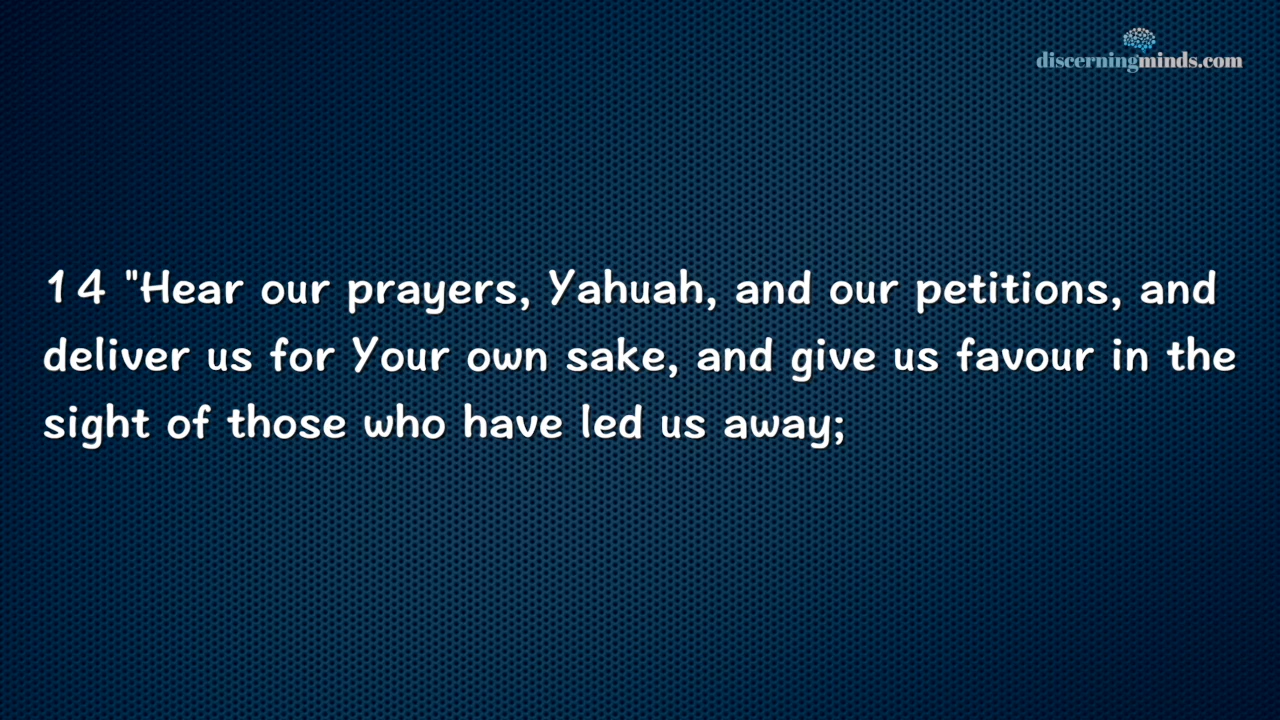 discerningminds.com
14 "Hear our prayers, Yahuah, and our petitions, and
deliver us for Your own sake, and give us favour in the
sight of those who have led us away;